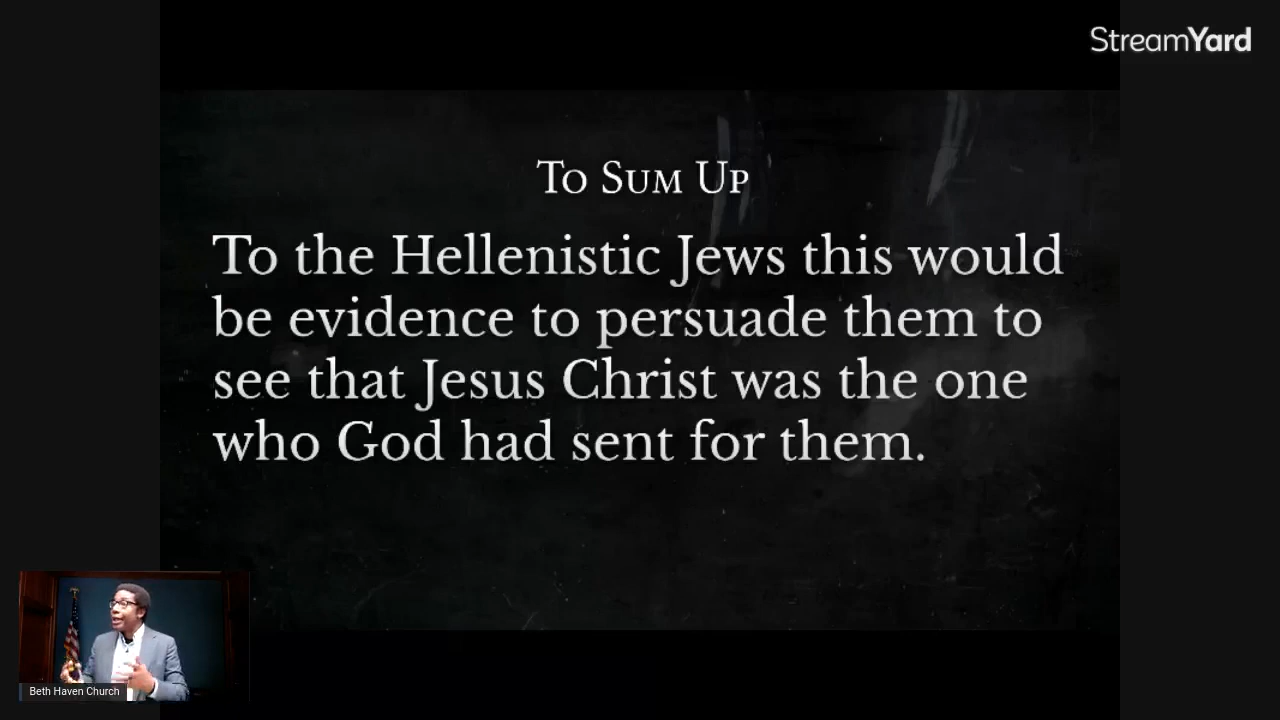 StreamYard
To Sum Up
To the Hellenistic Jews this would
be evidence to persuade them to
see that Jesus Christ was the one
who God had sent for them.
Beth Haven Church